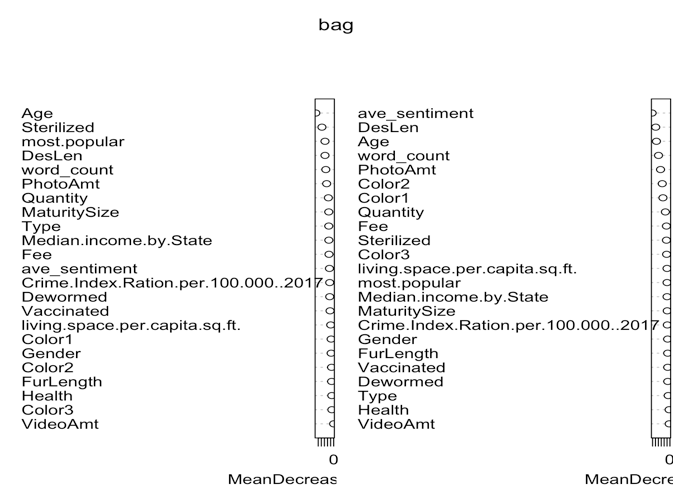 bag
Age
Sterilized
most.popular
DesLen
word_count
PhotoAmt
Quantity
MaturitySize
Type
Median.income.by.State
Fee
ave_sentiment
Crime.Index.Ration.per.100.000..2017
Dewormed
Vaccinated
living.space.per.capita.sq.ft.
Color1
Gender
Color2
FurLength
Health
Color3
VideoAmt
0
MeanDecreas
ave_sentiment
DesLen
Age
word_count
PhotoAmt
Color2
Color1
Quantity
Fee
Sterilized
Color3
living.space.per.capita.sq.ft.
most.popular
Median.income.by.State
MaturitySize
Crime.Index.Ration.per.100.000..2017
Gender
FurLength
Vaccinated
Dewormed
Type
Health
VideoAmt
0
MeanDecre